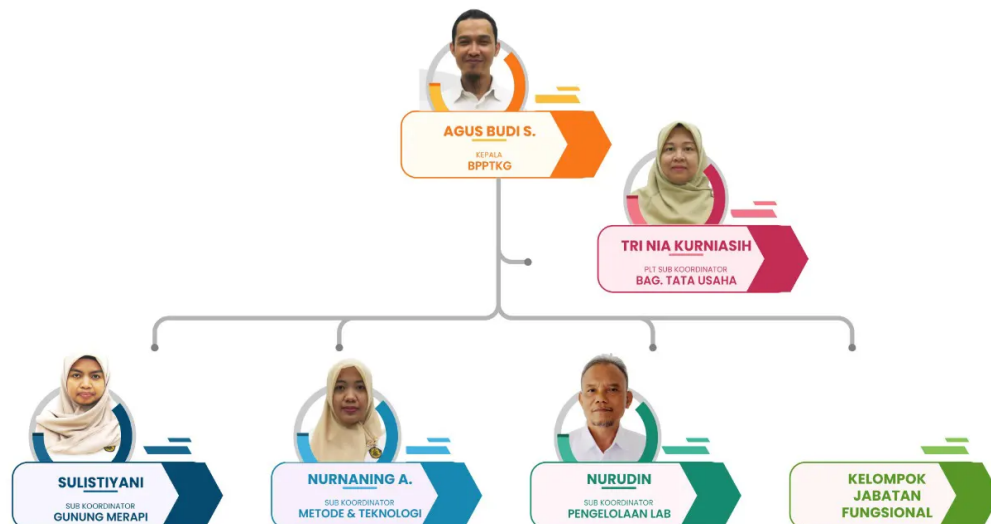 AGUS BUDI S.
KEPALA
BPPTKG
TRI NIA KURNIASIH
PLT SUB KOORDINATOR
BAG. TATA USAHA
SULISTIYANI
SUB KOORDINATOR
GUNUNG MERAPI
NURNANING A.
SUB KOORDINATOR
METODE & TEKNOLOGI
NURUDIN
SUB KOORDINATOR
PENGELOLAAN LAB
KELOMPOK
JABATAN
FUNGSIONAL